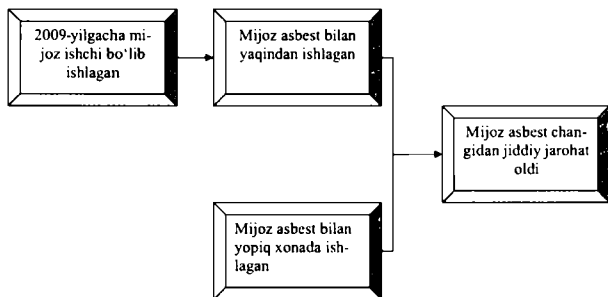 2009-yilgacha mi-
joz ishchi bo‘lib
ishlagan
Mijoz asbest bilan
yaqindan ishlagan
Mijoz asbest chan-
gidan jiddiy jarohat
oldi
Mijoz asbest bilan
yopiq xonada ish-
lagan